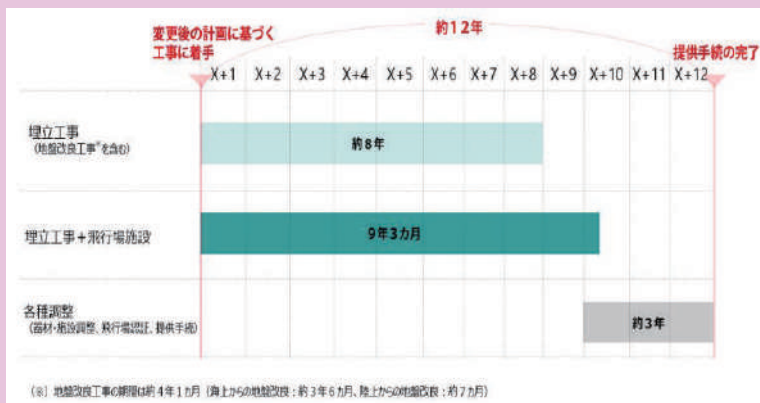 約12年
変更後の計画に基づく
工事に着手
提供手続の完了
X+1 X+2 X+3 X+4 X+5 X+6 X+7 X+8 X+9 X+10 X+11 X+12
埋立工事
(地盤改良工事※を含む)
約8年
埋立工事+飛行場施設
9年3カ月
各種調整
(器材・施設調整、飛行場認証、提供手続)
約3年
(※) 地盤改良工事の期間は約4年1カ月 (海上からの地盤改良:約3年6カ月、陸上からの地盤改良:約7カ月)